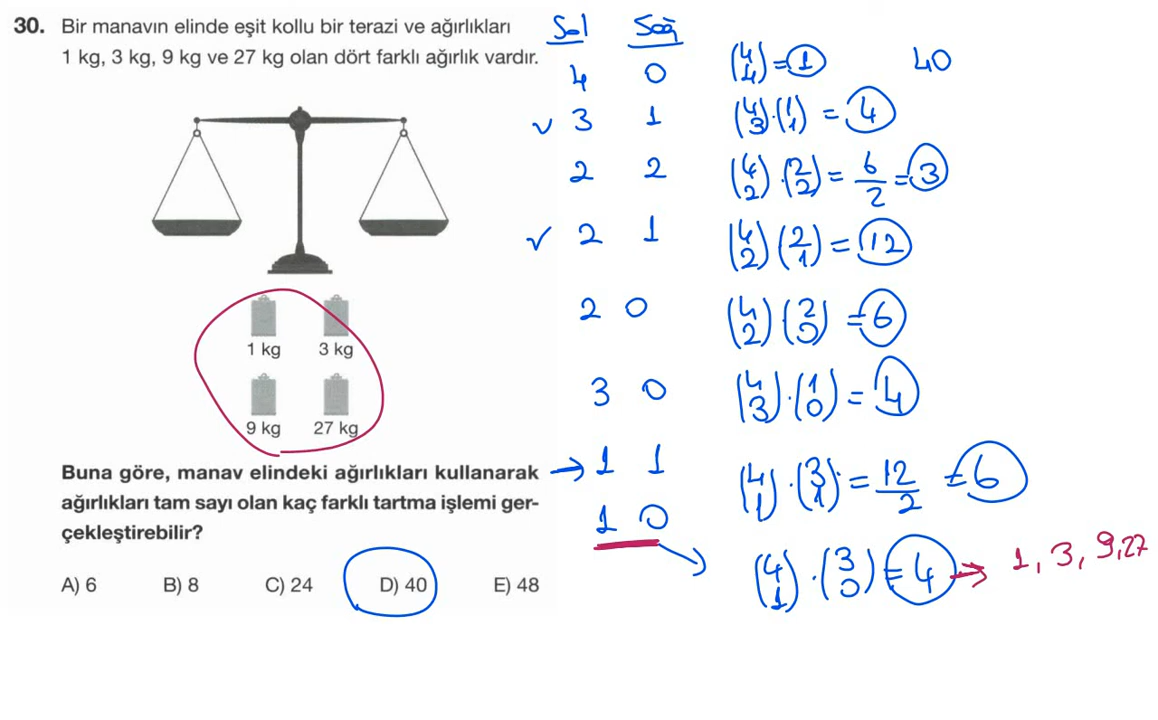 30. Bir manavın elinde eşit kollu bir terazi ve ağırlıkları
1 kg, 3 kg, 9 kg ve 27 kg olan dört farklı ağırlık vardır.
1 kg 3 kg
9 kg 27 kg
Buna göre, manav elindeki ağırlıkları kullanarak
ağırlıkları tam sayı olan kaç farklı tartma işlemi ger-
çekleştirebilir?
A) 6 B) 8 C) 24 D) 40 E) 48
Sol Sağ
4 0 (4 4) = 1 40
✓ 3 1 (4 3)·(1 1) = 4
2 2 (4 2)·(2 2) = 6/2 = 3
✓ 2 1 (4 2)(2 1) = 12
2 0 (4 2)(2 0) = 6
3 0 (4 3)·(1 0) = 4
→ 1 1 (4 1)·(3 1) = 12/2 = 6
1 0 (4 1)·(3 0) = 4 → 1, 3, 9, 27